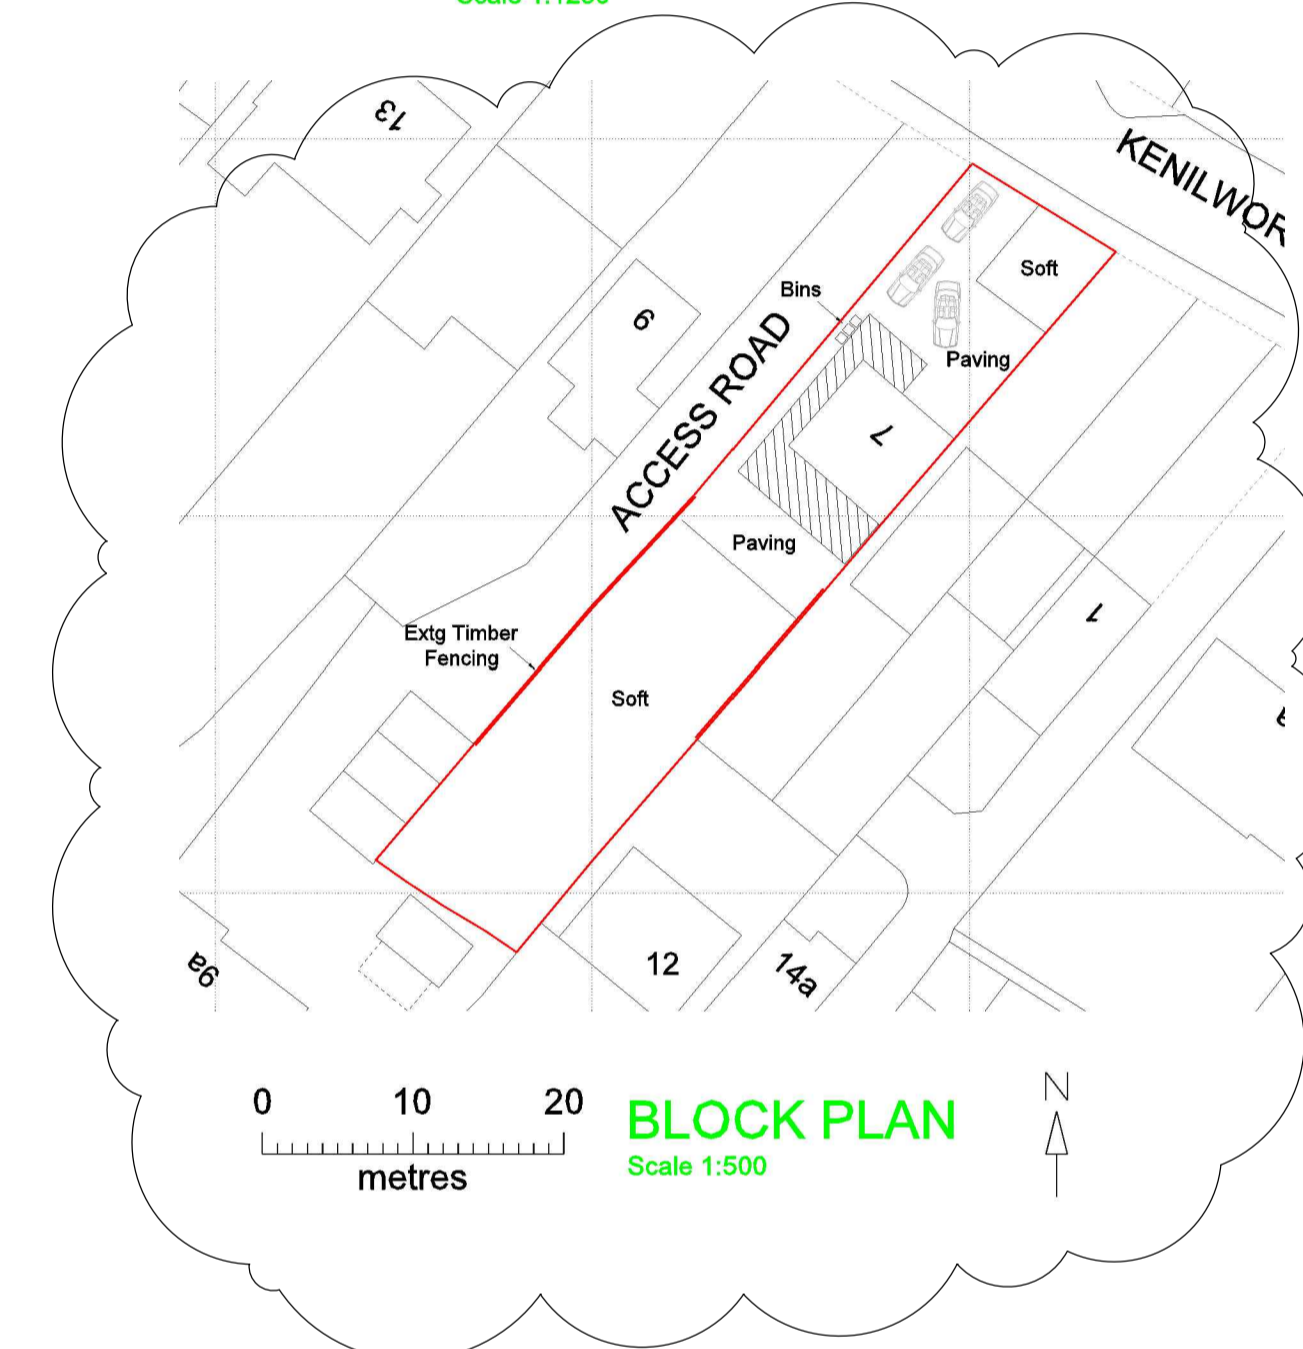 13
KENILWOR
Soft
Bins
9
Paving
ACCESS ROAD
7
Paving
1
Extg Timber
Fencing
Soft
9a
12
14a
0 10 20
metres
BLOCK PLAN
Scale 1:500
N